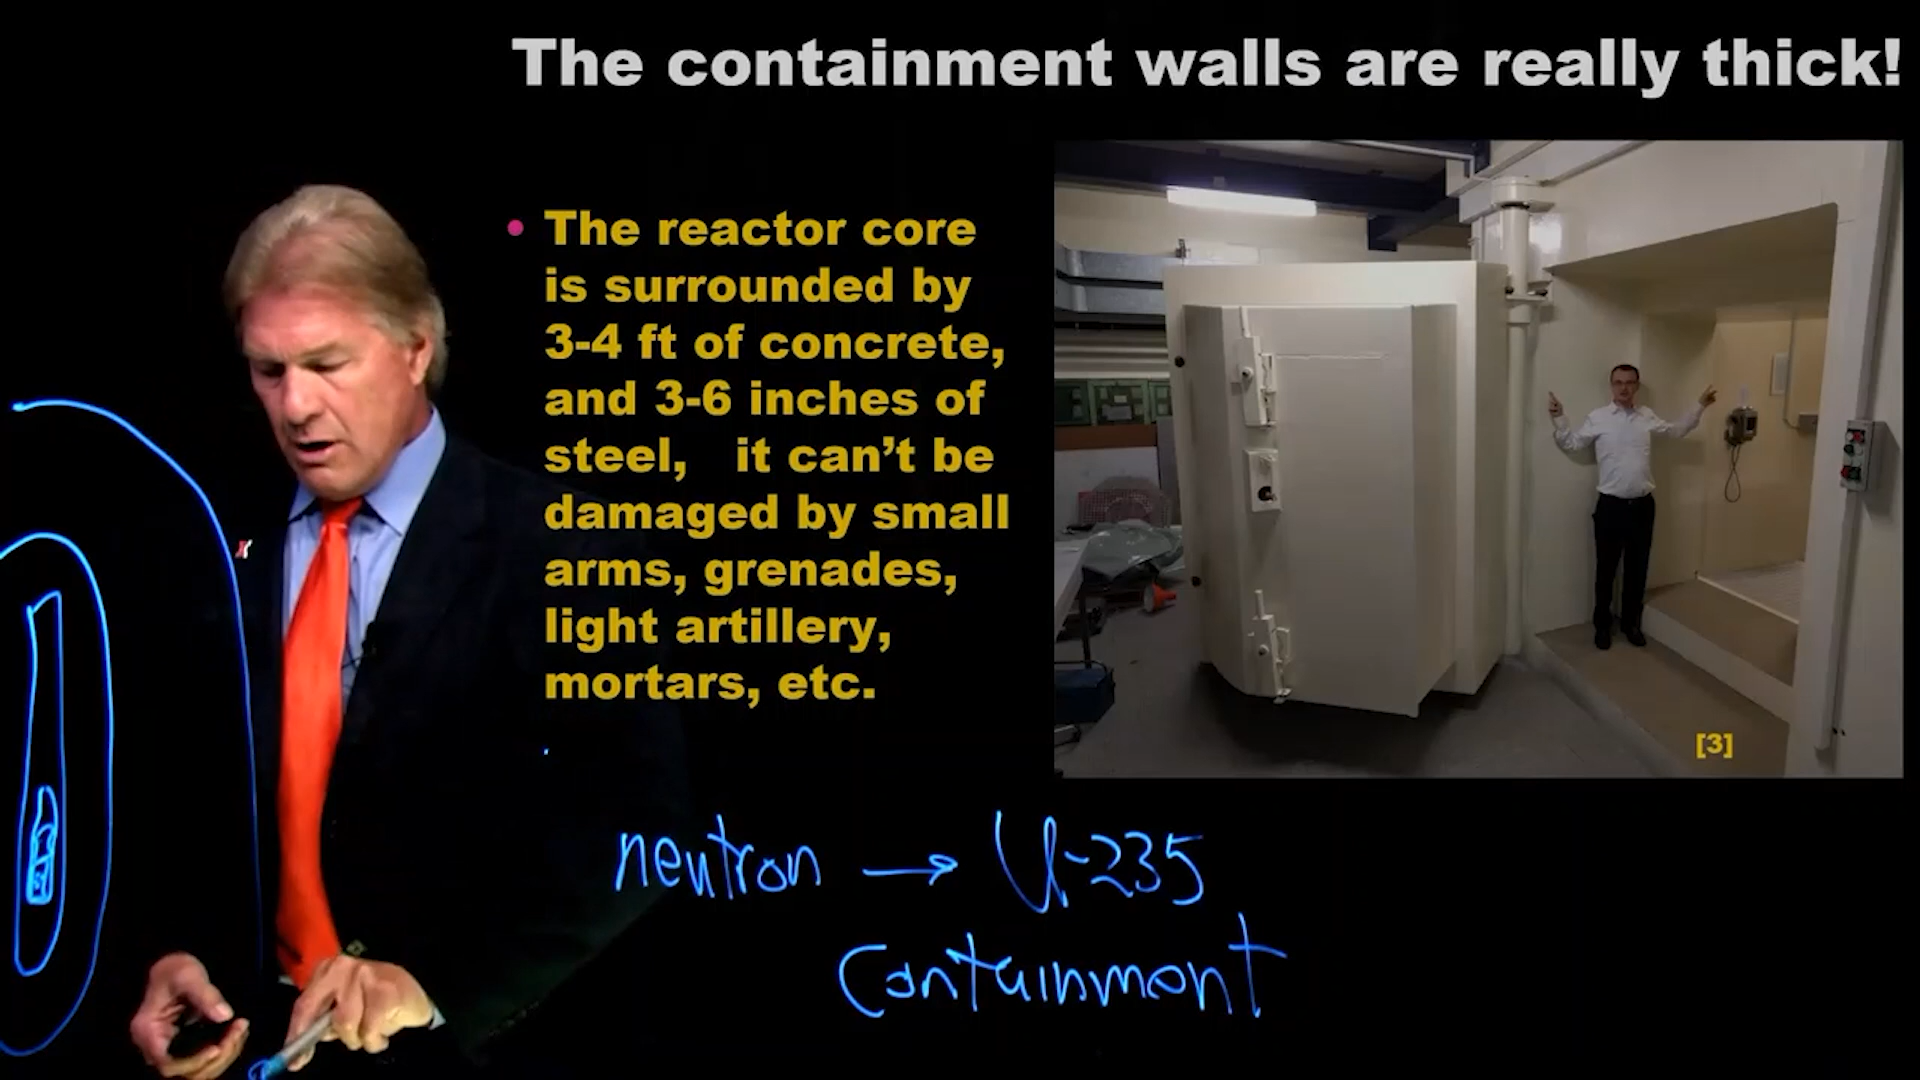 The containment walls are really thick!
• The reactor core
is surrounded by
3-4 ft of concrete,
and 3-6 inches of
steel, it can’t be
damaged by small
arms, grenades,
light artillery,
mortars, etc.
[3]
neutron → U-235
Containment